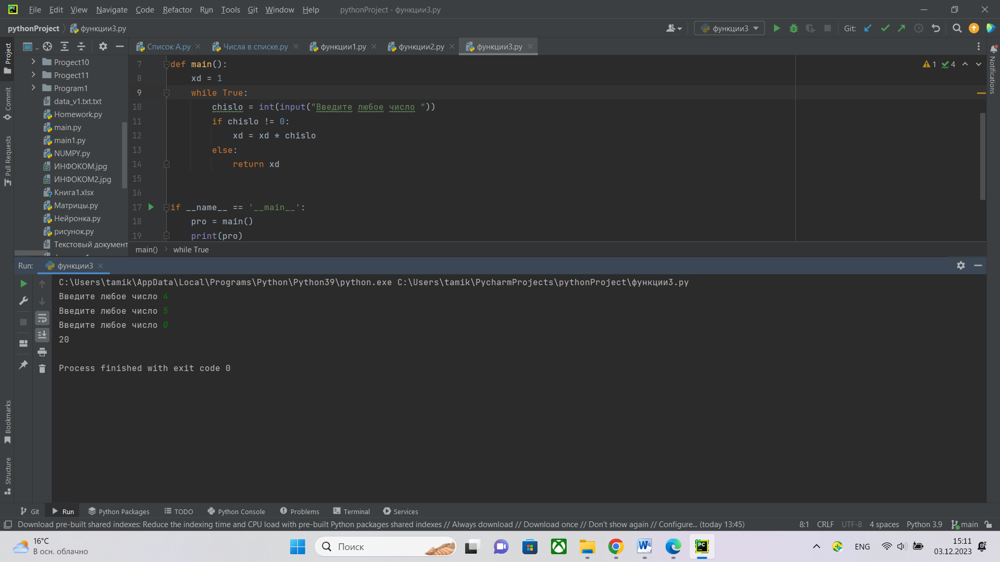 File Edit View Navigate Code Refactor Run Tools Git Window Help pythonProject - функции3.py
pythonProject функции3.py функции3 Git:
Project
Commit
Pull Requests
Bookmarks
Structure
Notifications
..
Список A.py Числа в списке.py функции1.py функции2.py функции3.py
Progect10
Progect11
Program1
data_v1.txt.txt
Homework.py
main.py
main1.py
NUMPY.py
ИНФОКОМ.jpg
ИНФОКОМ2.jpg
Книга1.xlsx
Матрицы.py
Нейронка.py
рисунок.py
Текстовый документ
1 4
7 def main():
8 xd = 1
9 while True:
10 chislo = int(input("Введите любое число "))
11 if chislo != 0:
12 xd = xd * chislo
13 else:
14 return xd
15
16
17 if __name__ == '__main__':
18 pro = main()
19 print(pro)
main() while True
Run: функции3
C:\Users\tamik\AppData\Local\Programs\Python\Python39\python.exe C:\Users\tamik\PycharmProjects\pythonProject\функции3.py
Введите любое число 4
Введите любое число 5
Введите любое число 0
20
Process finished with exit code 0
Git Run Python Packages TODO Python Console Problems Terminal Services
Download pre-built shared indexes: Reduce the indexing time and CPU load with pre-built Python packages shared indexes // Always download // Download once // Don't show again // Configure... (today 13:45) 8:1 CRLF UTF-8 4 spaces Python 3.9 main
16°C
В осн. облачно
Поиск
ENG
15:11
03.12.2023